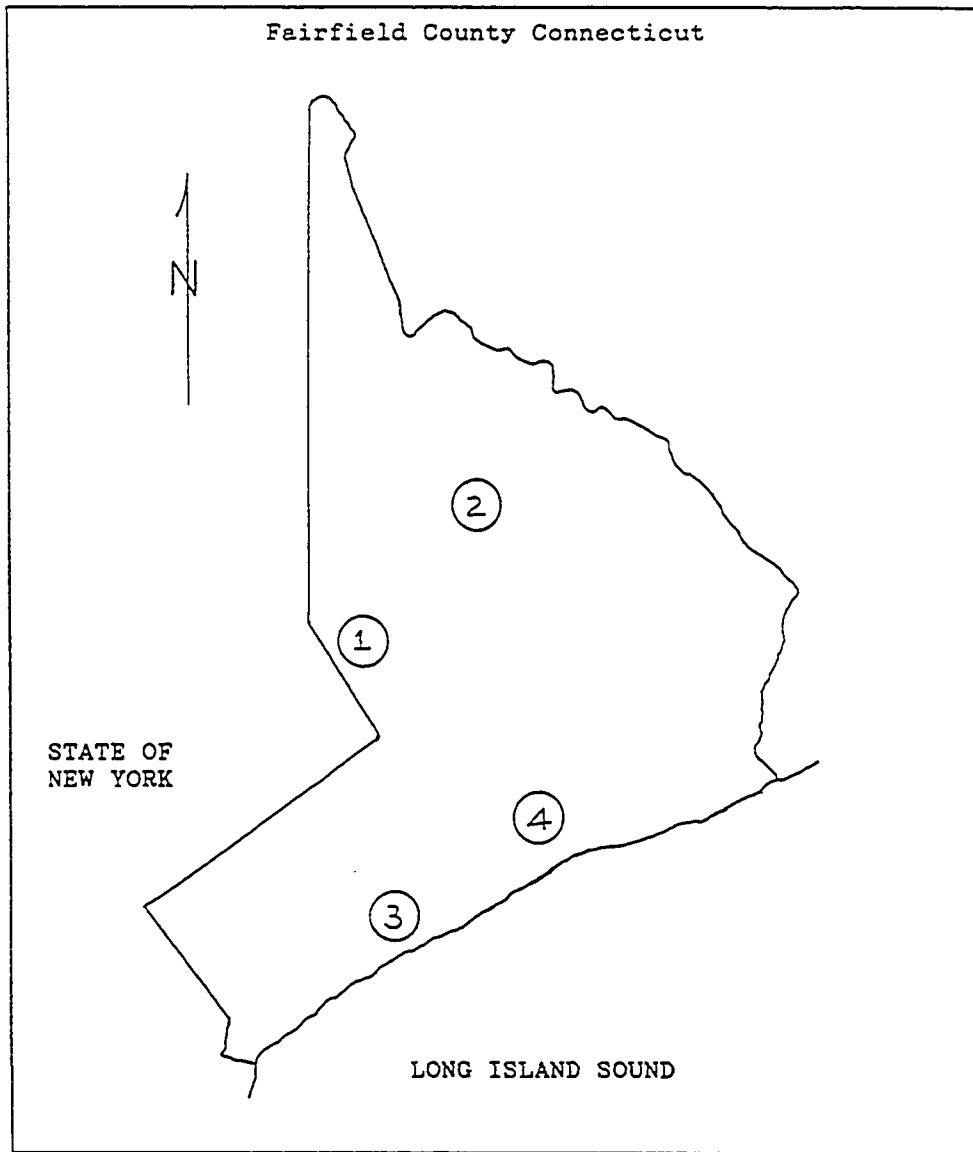 Fairfield County Connecticut
N
2
1
STATE OF
NEW YORK
4
3
LONG ISLAND SOUND